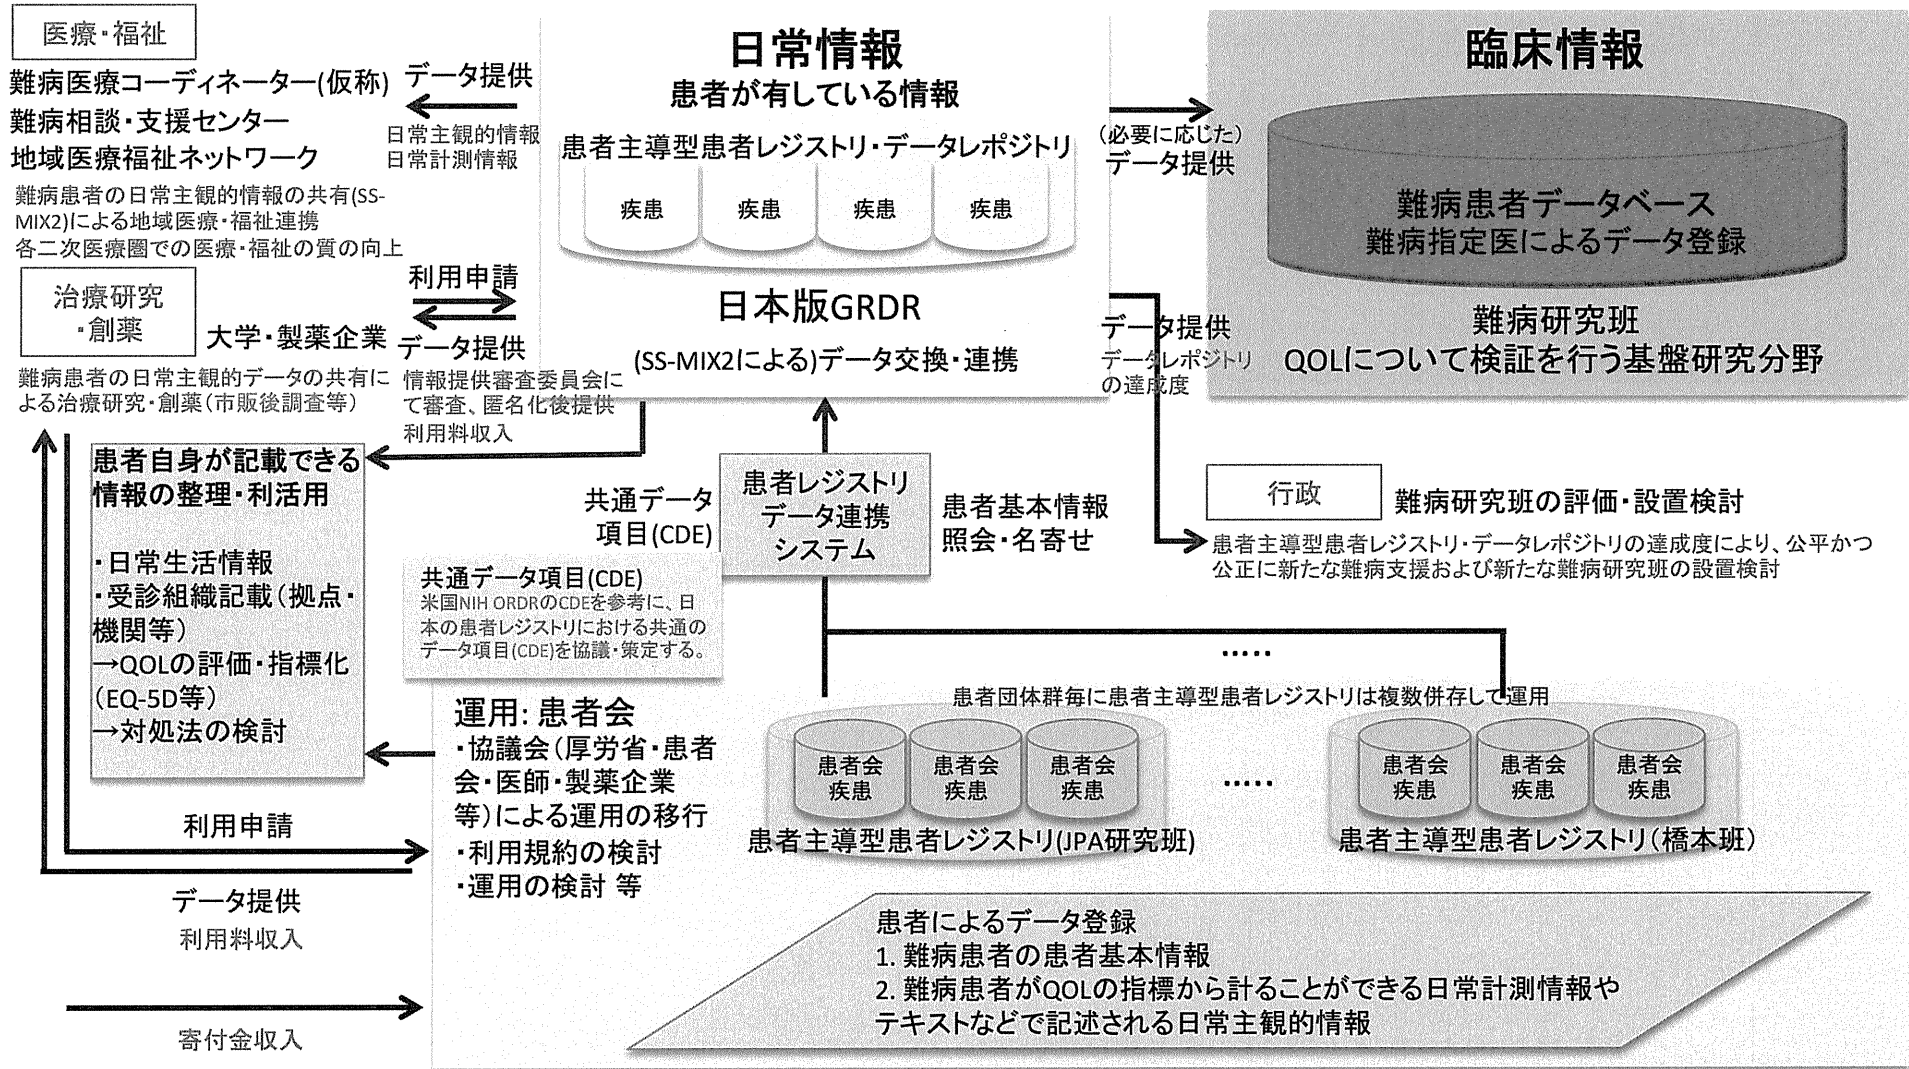 医療・福祉
難病医療コーディネーター(仮称)
難病相談・支援センター
地域医療福祉ネットワーク
難病患者の日常主観的情報の共有(SS-
MIX2)による地域医療・福祉連携
各二次医療圏での医療・福祉の質の向上
データ提供
日常主観的情報
日常計測情報
治療研究
・創薬
大学・製薬企業
難病患者の日常主観的データの共有に
よる治療研究・創薬(市販後調査等)
利用申請
データ提供
情報提供審査委員会に
て審査、匿名化後提供
利用料収入
日常情報
患者が有している情報
患者主導型患者レジストリ・データレポジトリ
疾患
疾患
疾患
疾患
日本版GRDR
(SS-MIX2による)データ交換・連携
(必要に応じた)
データ提供
臨床情報
難病患者データベース
難病指定医によるデータ登録
難病研究班
QOLについて検証を行う基盤研究分野
データ提供
データレポジトリ
の達成度
行政
難病研究班の評価・設置検討
患者主導型患者レジストリ・データレポジトリの達成度により、公平かつ
公正に新たな難病支援および新たな難病研究班の設置検討
患者自身が記載できる
情報の整理・利活用
・日常生活情報
・受診組織記載(拠点・
機関等)
→QOLの評価・指標化
(EQ-5D等)
→対処法の検討
共通データ
項目(CDE)
患者レジストリ
データ連携
システム
患者基本情報
照会・名寄せ
共通データ項目(CDE)
米国NIH ORDRのCDEを参考に、日
本の患者レジストリにおける共通の
データ項目(CDE)を協議・策定する。
.....
患者団体群毎に患者主導型患者レジストリは複数併存して運用
運用: 患者会
・協議会(厚労省・患者
会・医師・製薬企業
等)による運用の移行
・利用規約の検討
・運用の検討 等
患者会
疾患
患者会
疾患
患者会
疾患
.....
患者会
疾患
患者会
疾患
患者会
疾患
患者主導型患者レジストリ(JPA研究班)
患者主導型患者レジストリ(橋本班)
利用申請
データ提供
利用料収入
寄付金収入
患者によるデータ登録
1. 難病患者の患者基本情報
2. 難病患者がQOLの指標から計ることができる日常計測情報や
テキストなどで記述される日常主観的情報